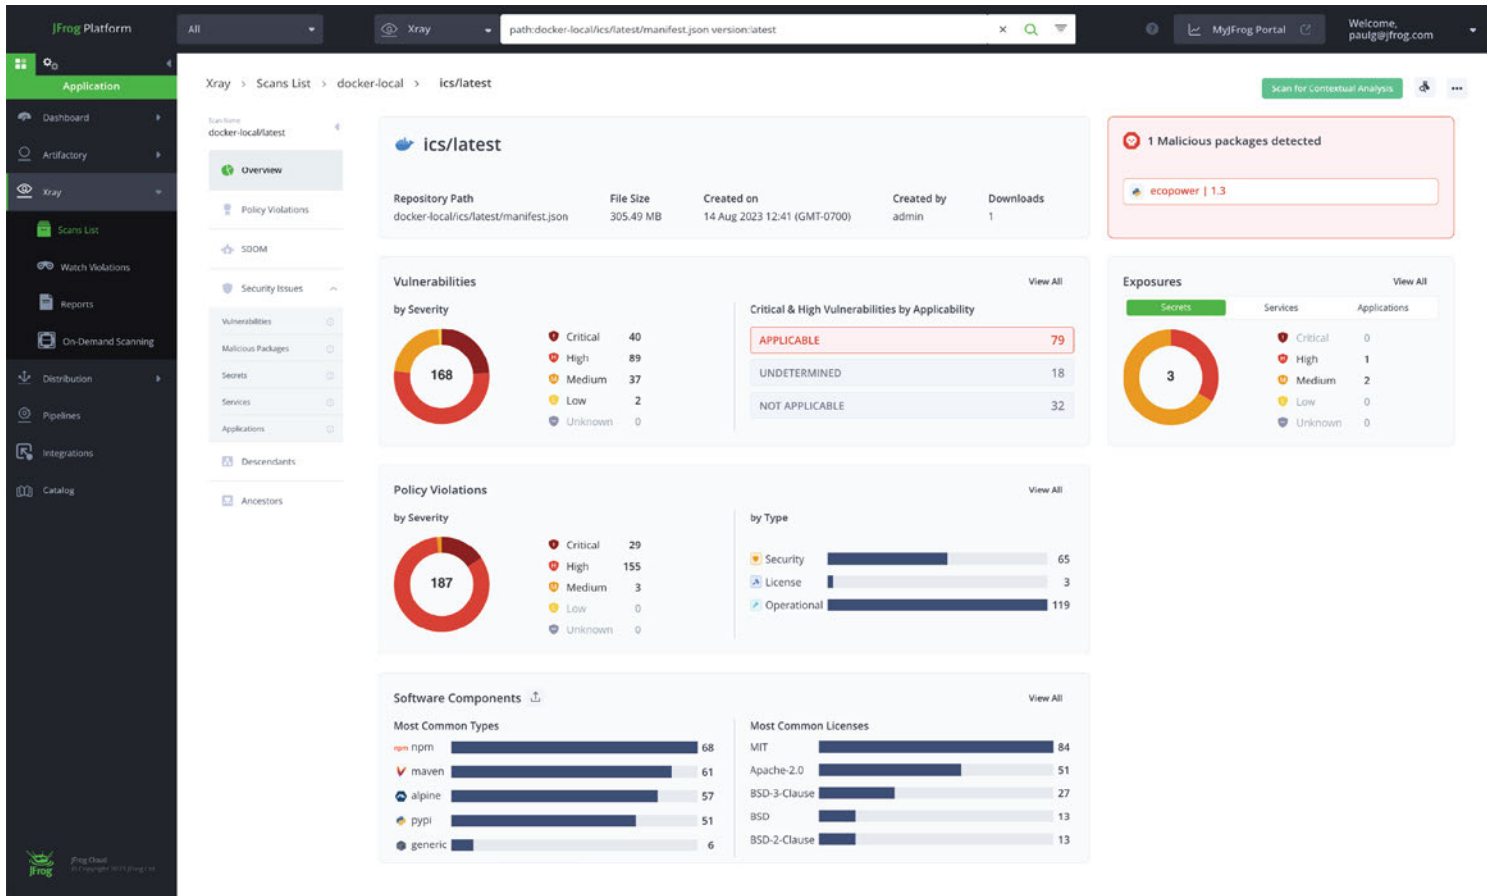 JFrog Platform
All
Xray
path:docker-local/ics/latest/manifest.json version:latest
MyJFrog Portal
Welcome,
paulg@jfrog.com
Application
Dashboard
Artifactory
Xray
Scans List
Watch Violations
Reports
On-Demand Scanning
Distribution
Pipelines
Integrations
Catalog
JFrog
JFrog Cloud
Xray > Scans List > docker-local > ics/latest
Scan for Contextual Analysis
Scan Name
docker-local/latest
Overview
Policy Violations
SBOM
Security Issues
Vulnerabilities
Malicious Packages
Secrets
Services
Applications
Descendants
Ancestors
ics/latest
Repository Path
docker-local/ics/latest/manifest.json
File Size
305.49 MB
Created on
14 Aug 2023 12:41 (GMT-0700)
Created by
admin
Downloads
1
1 Malicious packages detected
ecopower | 1.3
Vulnerabilities
View All
by Severity
168
Critical 40
High 89
Medium 37
Low 2
Unknown 0
Critical & High Vulnerabilities by Applicability
APPLICABLE 79
UNDETERMINED 18
NOT APPLICABLE 32
Exposures
View All
Secrets
Services
Applications
3
Critical 0
High 1
Medium 2
Low 0
Unknown 0
Policy Violations
View All
by Severity
187
Critical 29
High 155
Medium 3
Low 0
Unknown 0
by Type
Security 65
License 3
Operational 119
Software Components
View All
Most Common Types
npm npm 68
maven 61
alpine 57
pypi 51
generic 6
Most Common Licenses
MIT 84
Apache-2.0 51
BSD-3-Clause 27
BSD 13
BSD-2-Clause 13